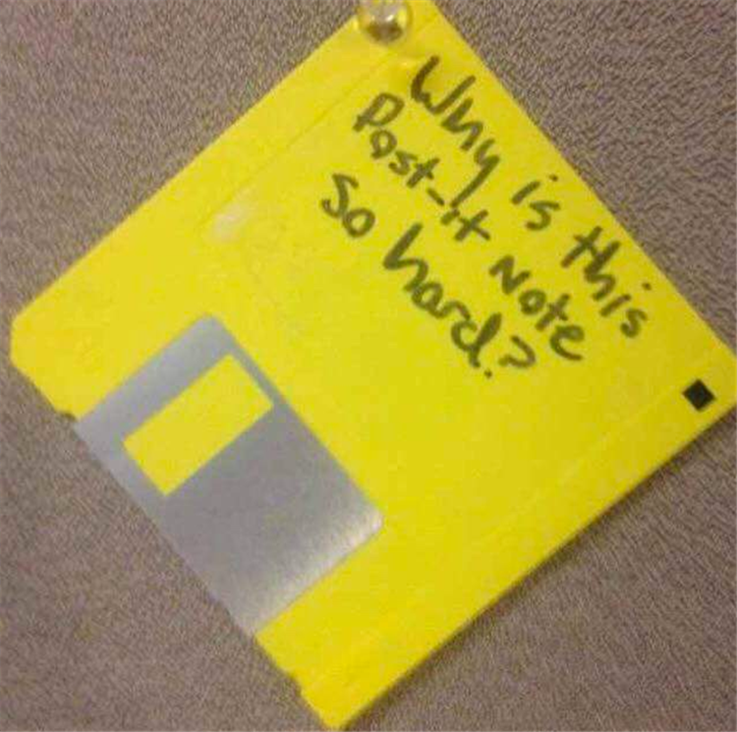 Why is this
Post-it Note
so hard?